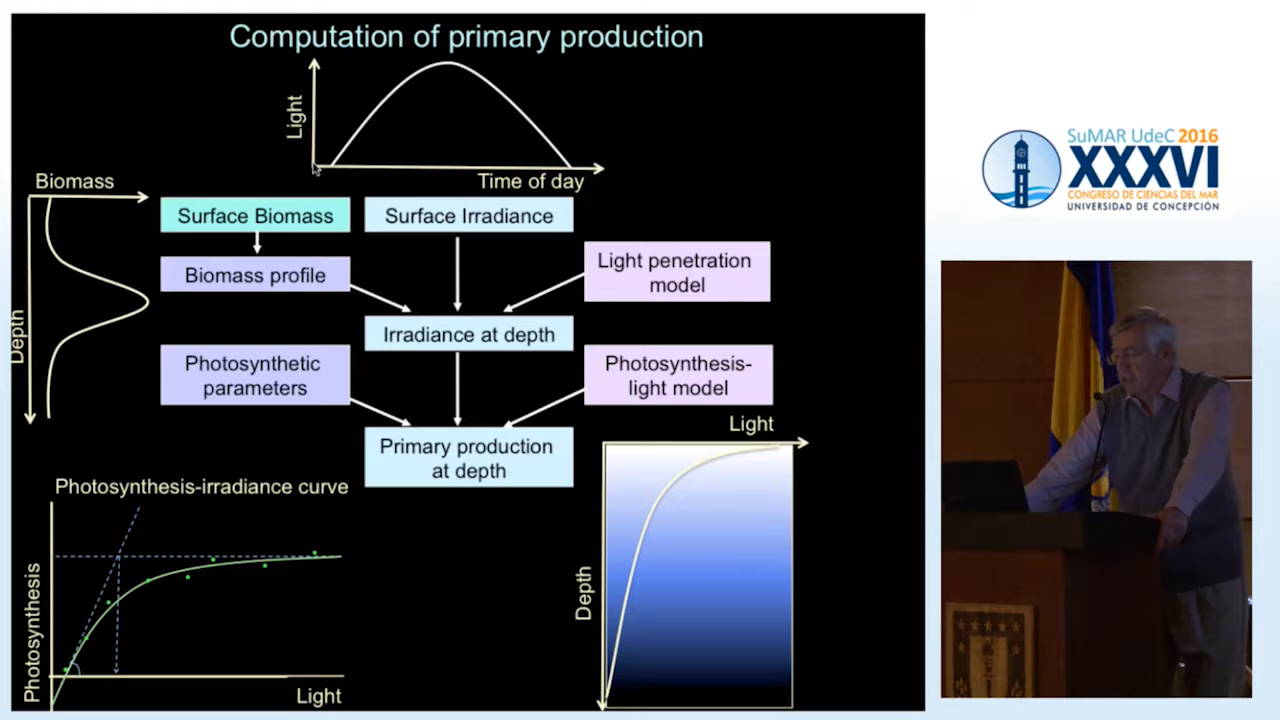 Computation of primary production
Light
Time of day
Biomass
Depth
Surface Biomass
Surface Irradiance
Biomass profile
Light penetration
model
Irradiance at depth
Photosynthetic
parameters
Photosynthesis-
light model
Primary production
at depth
Photosynthesis-irradiance curve
Photosynthesis
Light
Light
Depth
SuMAR UdeC 2016
XXXVI
CONGRESO DE CIENCIAS DEL MAR
UNIVERSIDAD DE CONCEPCIÓN